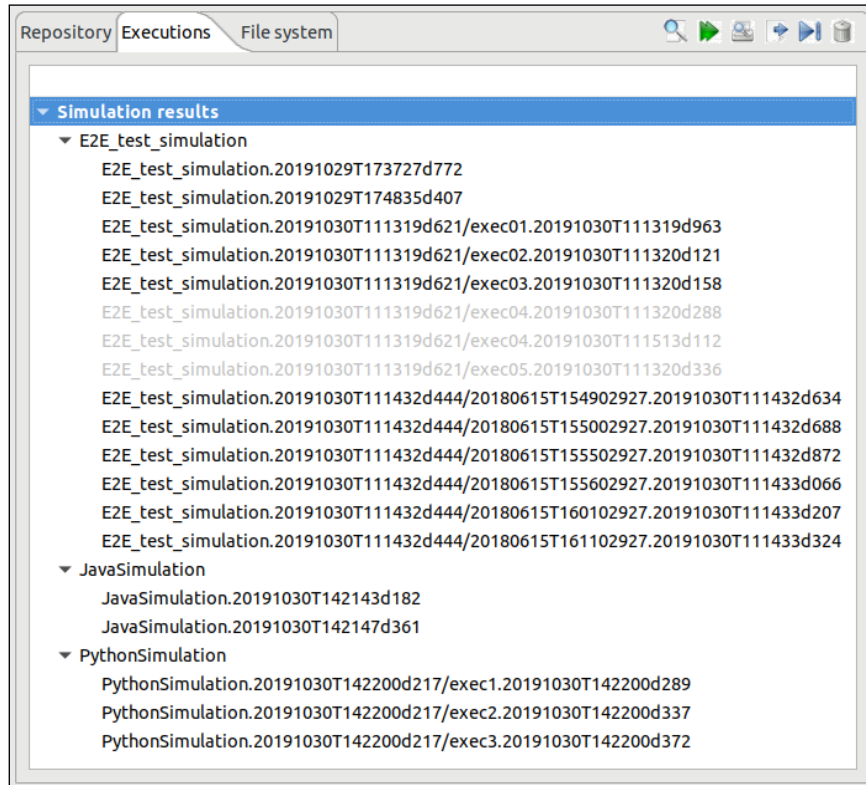 Repository Executions File system
Simulation results
E2E_test_simulation
E2E_test_simulation.20191029T173727d772
E2E_test_simulation.20191029T174835d407
E2E_test_simulation.20191030T111319d621/exec01.20191030T111319d963
E2E_test_simulation.20191030T111319d621/exec02.20191030T111320d121
E2E_test_simulation.20191030T111319d621/exec03.20191030T111320d158
E2E_test_simulation.20191030T111319d621/exec04.20191030T111320d288
E2E_test_simulation.20191030T111319d621/exec04.20191030T111513d112
E2E_test_simulation.20191030T111319d621/exec05.20191030T111320d336
E2E_test_simulation.20191030T111432d444/20180615T154902927.20191030T111432d634
E2E_test_simulation.20191030T111432d444/20180615T155002927.20191030T111432d688
E2E_test_simulation.20191030T111432d444/20180615T155502927.20191030T111432d872
E2E_test_simulation.20191030T111432d444/20180615T155602927.20191030T111433d066
E2E_test_simulation.20191030T111432d444/20180615T160102927.20191030T111433d207
E2E_test_simulation.20191030T111432d444/20180615T161102927.20191030T111433d324
JavaSimulation
JavaSimulation.20191030T142143d182
JavaSimulation.20191030T142147d361
PythonSimulation
PythonSimulation.20191030T142200d217/exec1.20191030T142200d289
PythonSimulation.20191030T142200d217/exec2.20191030T142200d337
PythonSimulation.20191030T142200d217/exec3.20191030T142200d372